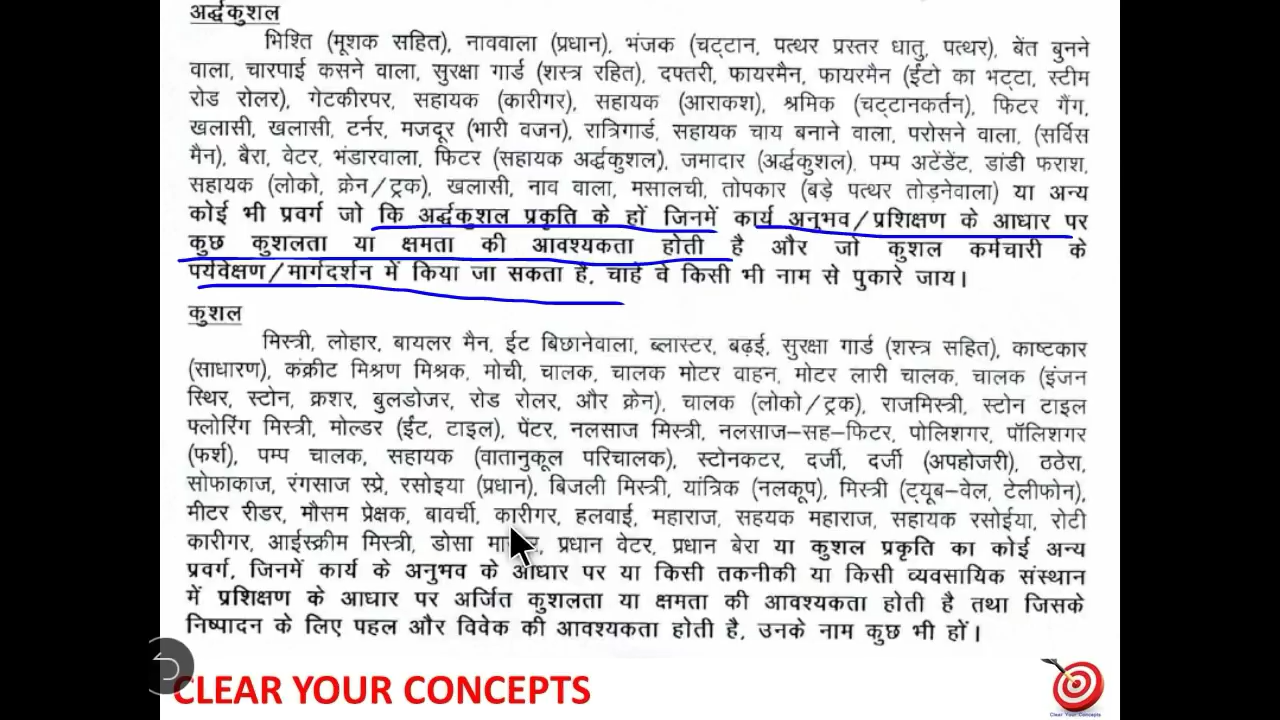 अर्द्धकुशल
भिश्ति (मूशक सहित), नाववाला (प्रधान), भंजक (चट्टान, पत्थर प्रस्तर धातु, पत्थर), बेंत बुनने
वाला, चारपाई कसने वाला, सुरक्षा गार्ड (शस्त्र रहित), दफ्तरी, फायरमैन, फायरमैन (ईंटो का भट्टा, स्टीम
रोड रोलर), गेटकीरपर, सहायक (कारीगर), सहायक (आराकश), श्रमिक (चट्टानकर्तन), फिटर गैंग,
खलासी, खलासी, टर्नर, मजदूर (भारी वजन), रात्रिगार्ड, सहायक चाय बनाने वाला, परोसने वाला, (सर्विस
मैन), बैरा, वेटर, भंडारवाला, फिटर (सहायक अर्द्धकुशल), जमादार (अर्द्धकुशल), पम्प अटेंडेंट, डांडी फराश,
सहायक (लोको, क्रेन/ट्रक), खलासी, नाव वाला, मसालची, तोपकार (बड़े पत्थर तोड़नेवाला) या अन्य
कोई भी प्रवर्ग जो कि अर्द्धकुशल प्रकृति के हों जिनमें कार्य अनुभव/प्रशिक्षण के आधार पर
कुछ कुशलता या क्षमता की आवश्यकता होती है और जो कुशल कर्मचारी के
पर्यवेक्षण/मार्गदर्शन में किया जा सकता है, चाहे वे किसी भी नाम से पुकारे जाय।
कुशल
मिस्त्री, लोहार, बायलर मैन, ईट बिछानेवाला, ब्लास्टर, बढ़ई, सुरक्षा गार्ड (शस्त्र सहित), काष्टकार
(साधारण), कंक्रीट मिश्रण मिश्रक, मोची, चालक, चालक मोटर वाहन, मोटर लारी चालक, चालक (इंजन
स्थिर, स्टोन, क्रशर, बुलडोजर, रोड रोलर, और क्रेन), चालक (लोको/ट्रक), राजमिस्त्री, स्टोन टाइल
फ्लोरिंग मिस्त्री, मोल्डर (ईंट, टाइल), पेंटर, नलसाज मिस्त्री, नलसाज–सह–फिटर, पोलिशगर, पॉलिशगर
(फर्श), पम्प चालक, सहायक (वातानुकूल परिचालक), स्टोनकटर, दर्जी, दर्जी (अपहोजरी), ठठेरा,
सोफाकाज, रंगसाज स्प्रे, रसोइया (प्रधान), बिजली मिस्त्री, यांत्रिक (नलकूप), मिस्त्री (ट्यूब–वेल, टेलीफोन),
मीटर रीडर, मौसम प्रेक्षक, बावर्ची, कारीगर, हलवाई, महाराज, सहयक महाराज, सहायक रसोईया, रोटी
कारीगर, आईस्क्रीम मिस्त्री, डोसा प्रधान वेटर, प्रधान बेरा या कुशल प्रकृति का कोई अन्य
प्रवर्ग, जिनमें कार्य के अनुभव के आधार पर या किसी तकनीकी या किसी व्यवसायिक संस्थान
में प्रशिक्षण के आधार पर अर्जित कुशलता या क्षमता की आवश्यकता होती है तथा जिसके
निष्पादन के लिए पहल और विवेक की आवश्यकता होती है, उनके नाम कुछ भी हों।
CLEAR YOUR CONCEPTS
Clear Your Concepts